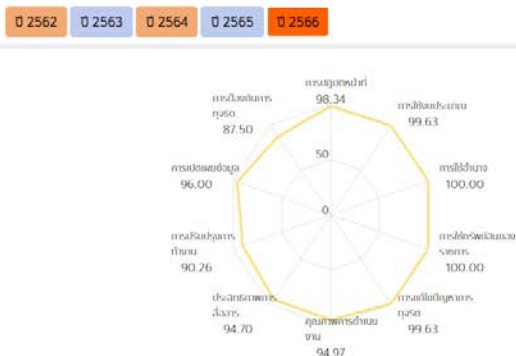 ปี 2562
ปี 2563
ปี 2564
ปี 2565
ปี 2566
การปฏิบัติหน้าที่
98.34
การใช้งบประมาณ
99.63
การใช้อำนาจ
100.00
การใช้ทรัพย์สินของ
ราชการ
100.00
การแก้ไขปัญหาการ
ทุจริต
99.63
คุณภาพการดำเนิน
งาน
94.97
ประสิทธิภาพการ
สื่อสาร
94.70
การปรับปรุงการ
ทำงาน
90.26
การเปิดเผยข้อมูล
96.00
การป้องกันการ
ทุจริต
87.50
50
0